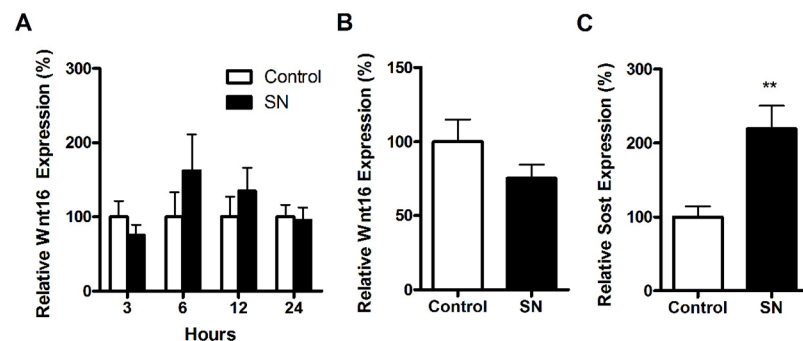 A
Relative Wnt16 Expression (%)
300
200
100
0
3 6 12 24
Hours
Control
SN
B
Relative Wnt16 Expression (%)
150
100
50
0
Control SN
C
Relative Sost Expression (%)
300
200
100
0
**
Control SN